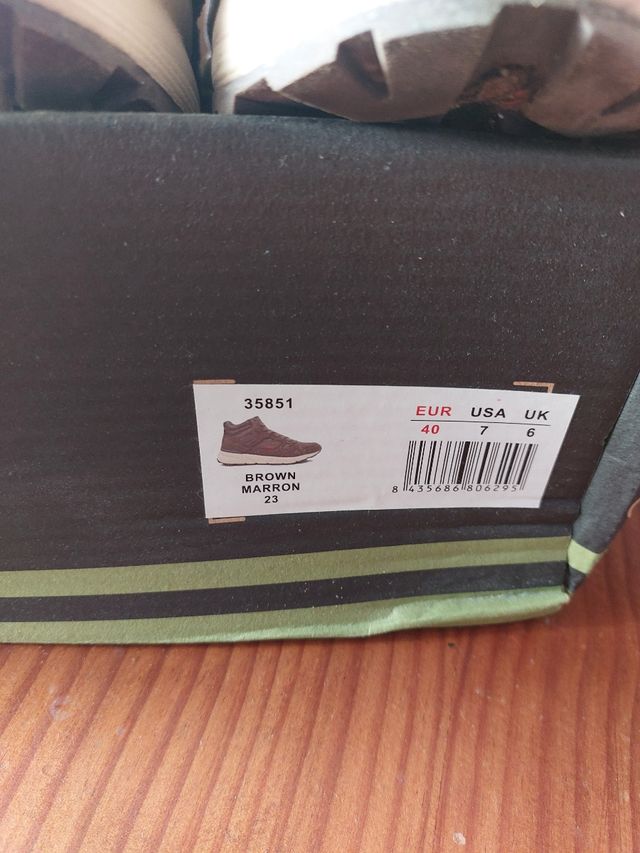 35851
BROWN
MARRON
23
EUR USA UK
40 7 6
8 435686 806295